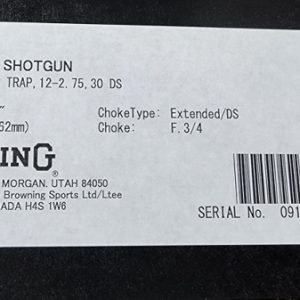 SHOTGUN
TRAP,12-2.75,30 DS
" ChokeType: Extended/DS
62mm) Choke: F.3/4
ING®
MORGAN. UTAH 84050
Browning Sports Ltd/Ltee
ADA H4S 1W6
SERIAL No. 091